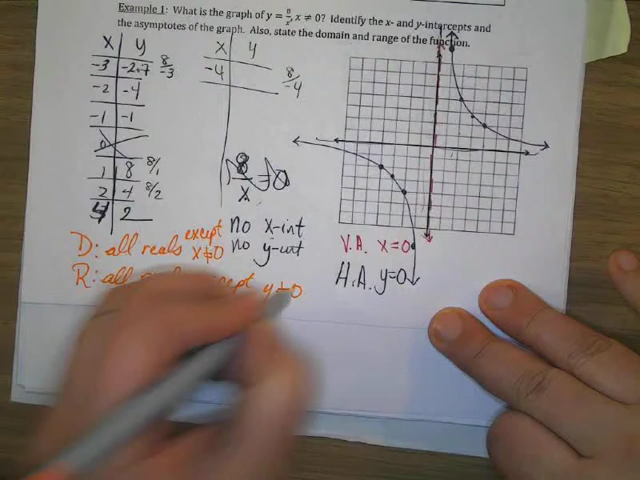 Example 1: What is the graph of y = 8/x, x ≠ 0? Identify the x- and y-intercepts and
the asymptotes of the graph. Also, state the domain and range of the function.
x y
-3 -2.7 8/-3
-2 -4
-1 -1
0
1 8 8/1
2 4 8/2
4 2
x y
-4 8/-4
8/x = 0
no x-int
no y-int
D: all reals except x≠0
R: all reals except y≠0
V.A. x=0
H.A. y=0